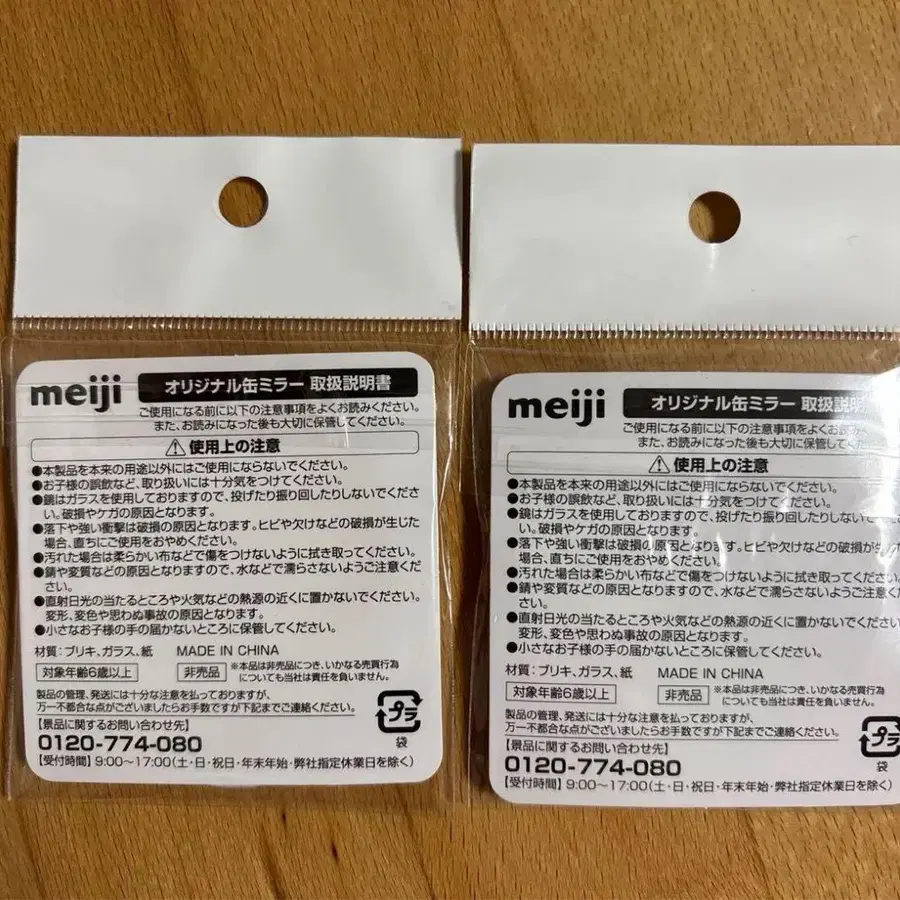 meiji
オリジナル缶ミラー 取扱説明書
ご使用になる前に以下の注意事項をよくお読みください。
また、お読みになった後も大切に保管してください。
使用上の注意
●本製品を本来の用途以外にはご使用にならないでください。
●お子様の誤飲など、取り扱いには十分気をつけてください。
●鏡はガラスを使用しておりますので、投げたり振り回したりしないでくださ
い。破損やケガの原因となります。
●落下や強い衝撃は破損の原因となります。ヒビや欠けなどの破損が生じた
場合、直ちにご使用をおやめください。
●汚れた場合は柔らかい布などで傷をつけないように拭き取ってください。
●錆や変質などの原因となりますので、水などで濡らさないようご注意くだ
さい。
●直射日光の当たるところや火気などの熱源の近くに置かないでください。
変形、変色や思わぬ事故の原因となります。
●小さなお子様の手の届かないところに保管してください。
材質：ブリキ、ガラス、紙 MADE IN CHINA
対象年齢6歳以上 非売品 ※本品は非売品につき、いかなる売買行為
についても当社は責任を負いません。
製品の管理、発送には十分な注意を払っておりますが、
万一不都合な点がございましたらお手数ですが下記までご連絡ください。
【景品に関するお問い合わせ先】
0120-774-080
【受付時間】9:00～17:00(土・日・祝日・年末年始・弊社指定休業日を除く)
プラ
袋
meiji
オリジナル缶ミラー 取扱説明
ご使用になる前に以下の注意事項をよくお読みください
また、お読みになった後も大切に保管してくださ
使用上の注意
●本製品を本来の用途以外にはご使用にならないでください。
●お子様の誤飲など、取り扱いには十分気をつけてください。
●鏡はガラスを使用しておりますので、投げたり振り回したりしないでくださ
い。破損やケガの原因となります。
●落下や強い衝撃は破損の原因となります。ヒビや欠けなどの破損が生
場合、直ちにご使用をおやめください。
●汚れた場合は柔らかい布などで傷をつけないように拭き取ってください
●錆や変質などの原因となりますので、水などで濡らさないようご注意く
さい。
●直射日光の当たるところや火気などの熱源の近くに置かないでください
変形、変色や思わぬ事故の原因となります。
●小さなお子様の手の届かないところに保管してください。
材質：ブリキ、ガラス、紙 MADE IN CHINA
対象年齢6歳以上 非売品 ※本品は非売品につき、いかなる売買行為
についても当社は責任を負いません。
製品の管理、発送には十分な注意を払っておりますが、
万一不都合な点がございましたらお手数ですが下記までご連絡ください。
【景品に関するお問い合わせ先】
0120-774-080
【受付時間】9:00～17:00(土・日・祝日・年末年始・弊社指定休業日を除く)
プラ
袋